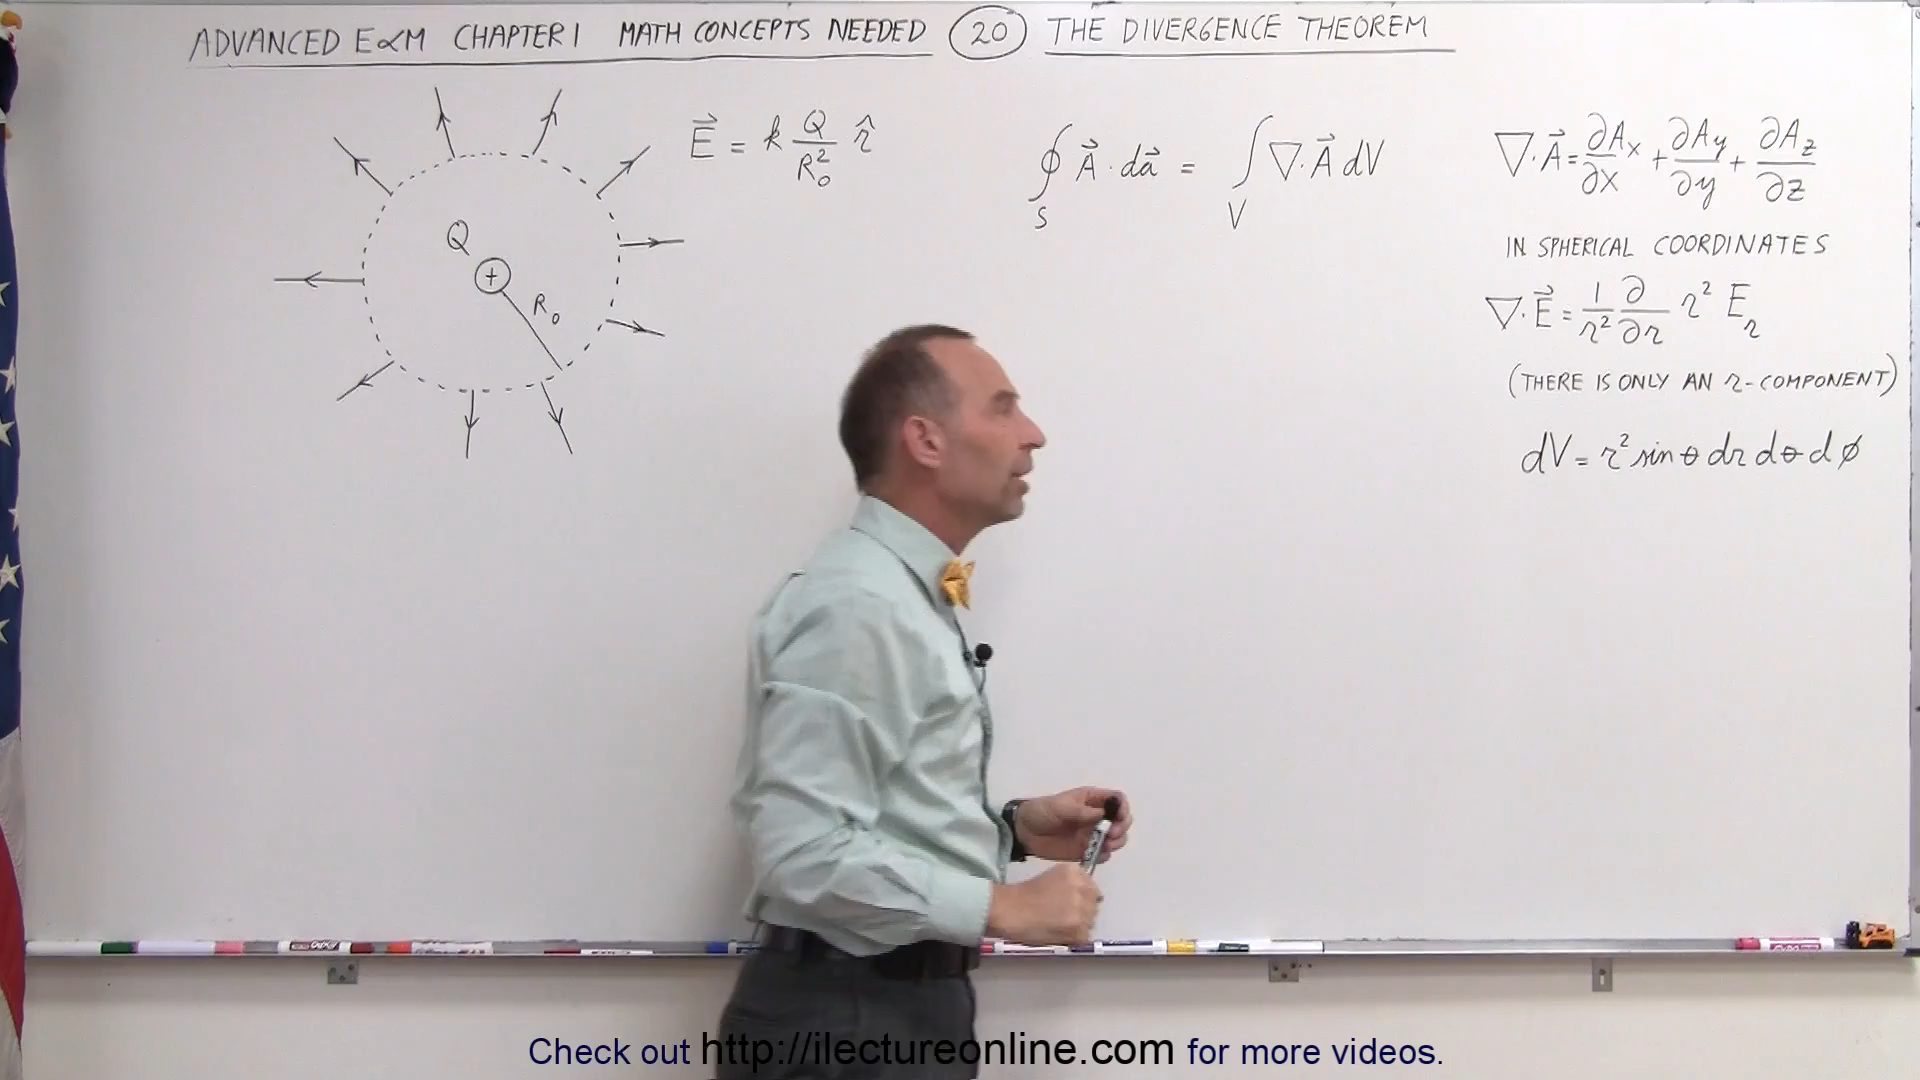 ADVANCED E&M CHAPTER 1 MATH CONCEPTS NEEDED 20 THE DIVERGENCE THEOREM
Q
+
R₀
E⃗ = k Q/R₀² r̂
∮_S A⃗ · da⃗ = ∫_V ∇·A⃗ dV
∇·A⃗ = ∂Aₓ/∂x + ∂A_y/∂y + ∂A_z/∂z
IN SPHERICAL COORDINATES
∇·E⃗ = 1/r² ∂/∂r r² E_r
(THERE IS ONLY AN r-COMPONENT)
dV = r² sin θ dr dθ dφ
Check out http://ilectureonline.com for more videos.